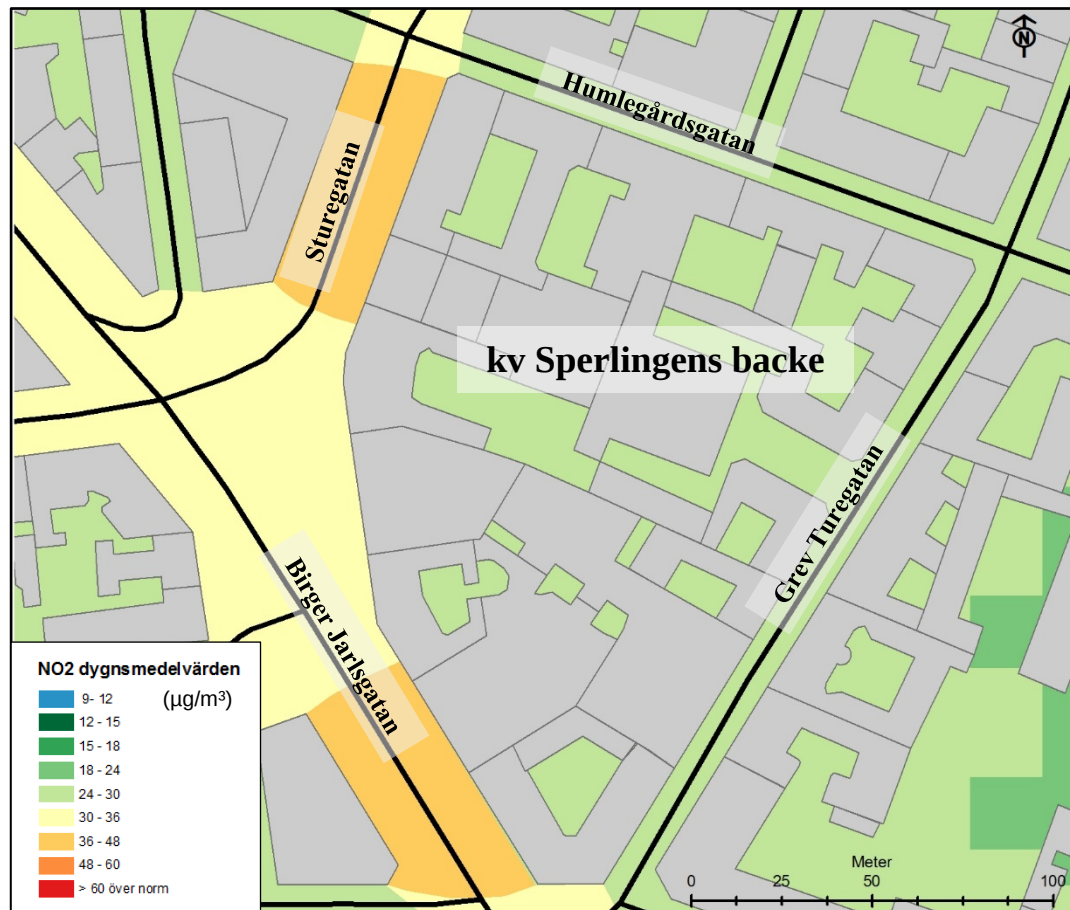 N
Humlegårdsgatan
Sturegatan
kv Sperlingens backe
Grev Turegatan
Birger Jarlsgatan
NO2 dygnsmedelvärden
(µg/m³)
9- 12
12 - 15
15 - 18
18 - 24
24 - 30
30 - 36
36 - 48
48 - 60
> 60 över norm
Meter
0 25 50 100